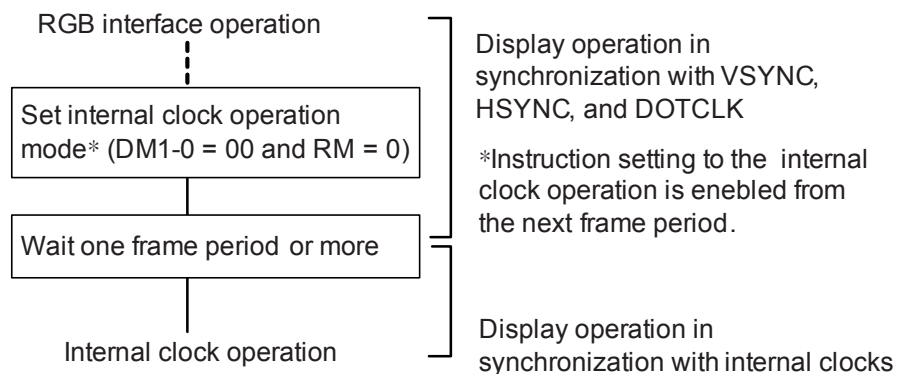 RGB interface operation
Set internal clock operation
mode* (DM1-0 = 00 and RM = 0)
Wait one frame period or more
Internal clock operation
Display operation in
synchronization with VSYNC,
HSYNC, and DOTCLK
*Instruction setting to the internal
clock operation is enebled from
the next frame period.
Display operation in
synchronization with internal clocks